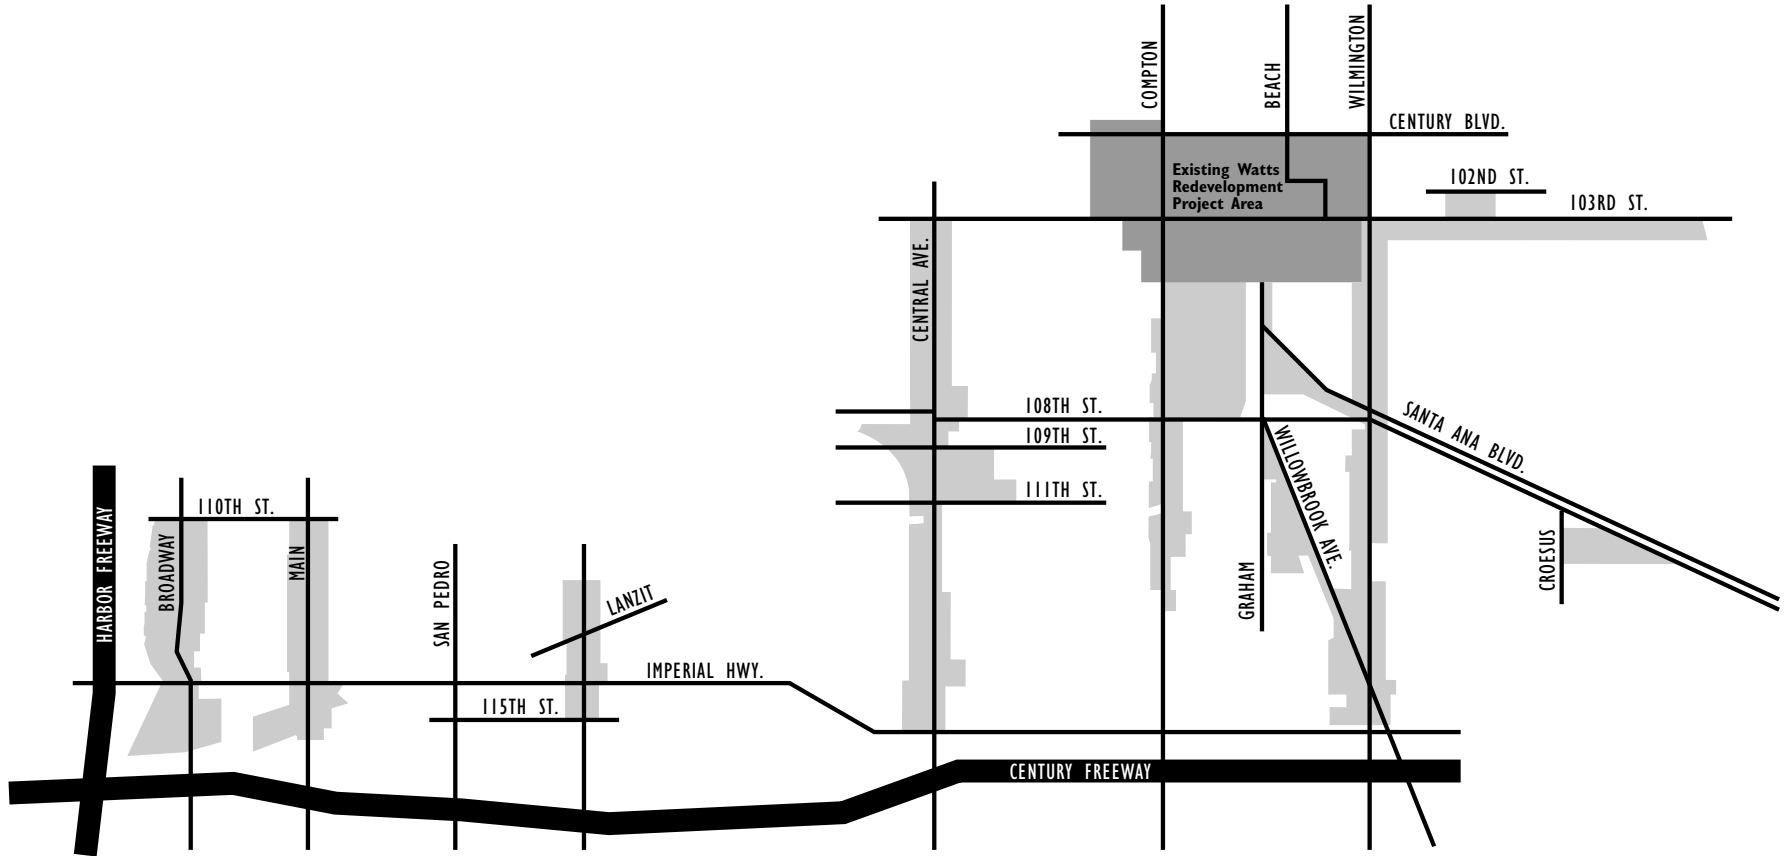 COMPTON
BEACH
WILMINGTON
CENTURY BLVD.
Existing Watts
Redevelopment
Project Area
102ND ST.
103RD ST.
CENTRAL AVE.
108TH ST.
109TH ST.
111TH ST.
SANTA ANA BLVD.
WILLOWBROOK AVE.
GRAHAM
CROESUS
HARBOR FREEWAY
110TH ST.
BROADWAY
MAIN
SAN PEDRO
LANZIT
IMPERIAL HWY.
115TH ST.
CENTURY FREEWAY